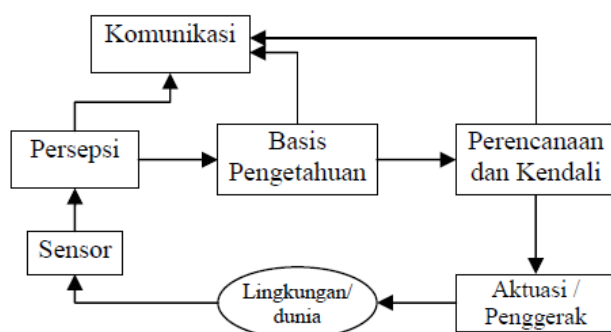 Komunikasi
Persepsi
Basis
Pengetahuan
Perencanaan
dan Kendali
Sensor
Lingkungan/
dunia
Aktuasi /
Penggerak